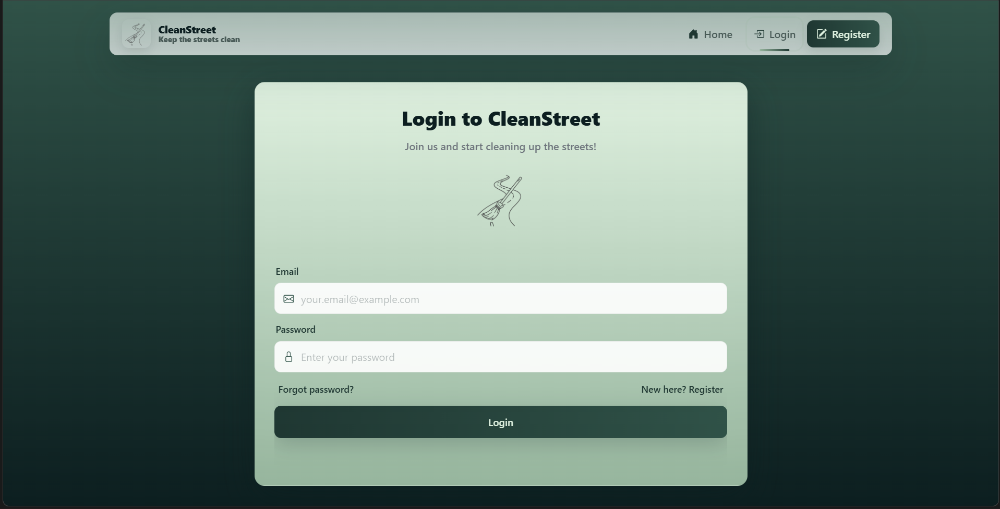 CleanStreet
Keep the streets clean
Home
Login
Register
Login to CleanStreet
Join us and start cleaning up the streets!
Email
your.email@example.com
Password
Enter your password
Forgot password?
New here? Register
Login